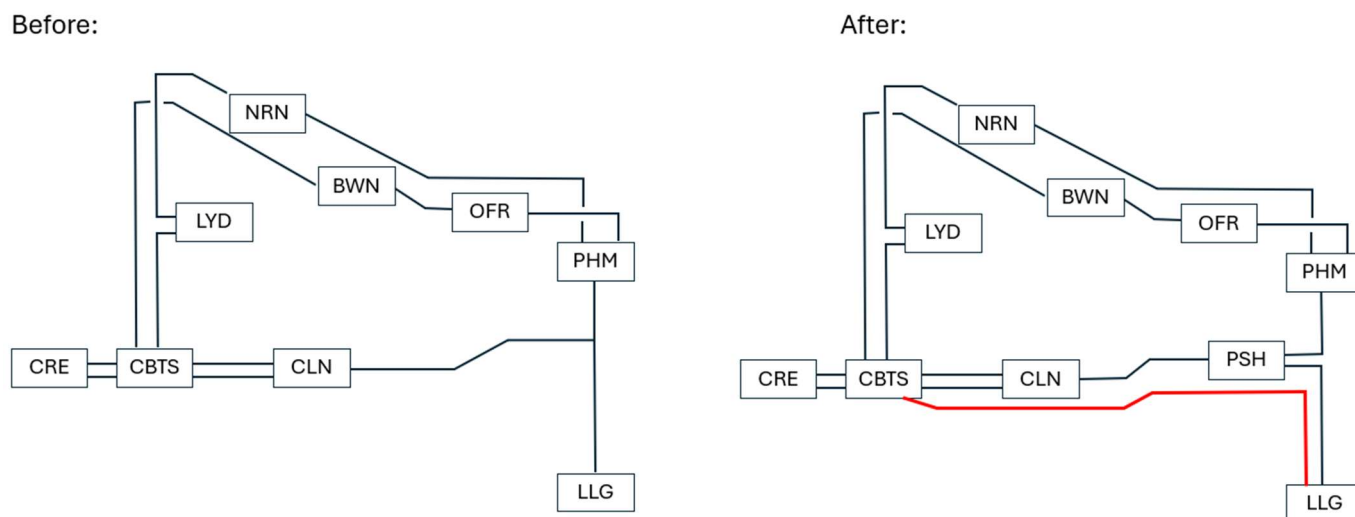 Before:
After:
NRN
BWN
OFR
LYD
PHM
CRE
CBTS
CLN
LLG
NRN
BWN
OFR
LYD
PHM
PSH
CRE
CBTS
CLN
LLG